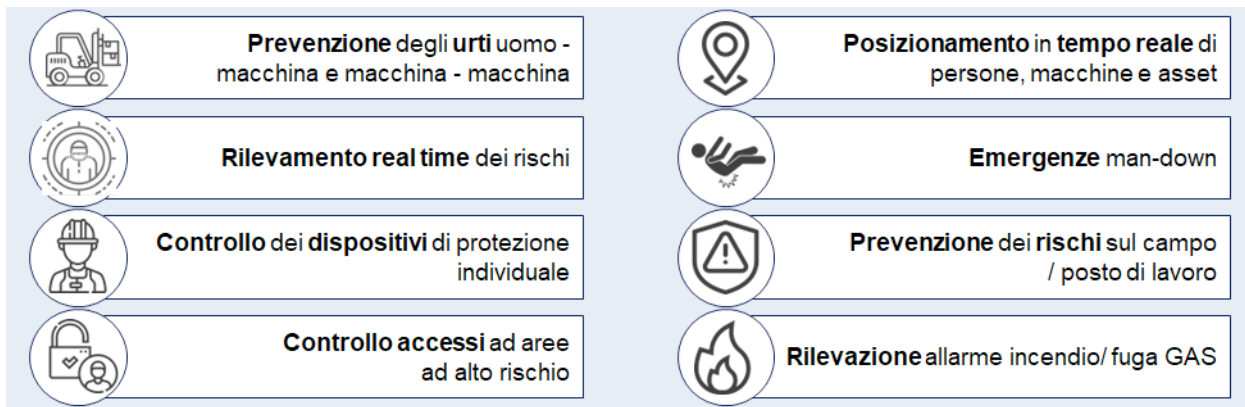 Prevenzione degli urti uomo -
macchina e macchina - macchina
Rilevamento real time dei rischi
Controllo dei dispositivi di protezione
individuale
Controllo accessi ad aree
ad alto rischio
Posizionamento in tempo reale di
persone, macchine e asset
Emergenze man-down
Prevenzione dei rischi sul campo
/ posto di lavoro
Rilevazione allarme incendio/ fuga GAS